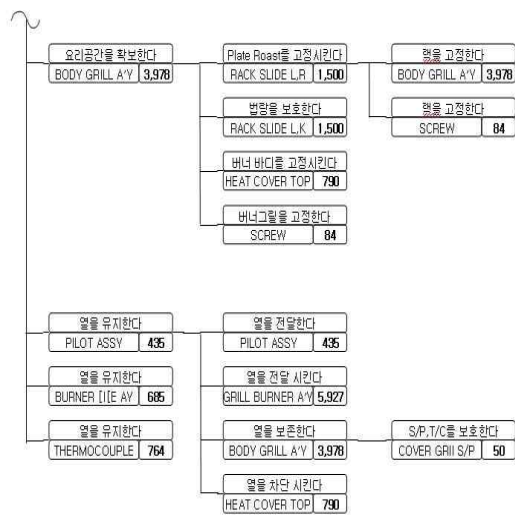 요리공간을 확보한다
BODY GRILL A'Y 3,978
Plate Roast를 고정시킨다
RACK SLIDE L,R 1,500
랙을 고정한다
BODY GRILL A'Y 3,978
법랑을 보호한다
RACK SLIDE L,K 1,500
랙을 고정한다
SCREW 84
버너 바디를 고정시킨다
HEAT COVER TOP 790
버너그릴을 고정한다
SCREW 84
열을 유지한다
PILOT ASSY 435
열을 전달한다
PILOT ASSY 435
열을 유지한다
BURNER [I[E AY 685
열을 전달 시킨다
GRILL BURNER A'Y 5,927
열을 유지한다
THERMOCOUPLE 764
열을 보존한다
BODY GRILL A'Y 3,978
S/P,T/C를 보호한다
COVER GRII S/P 50
열을 차단 시킨다
HEAT COVER TOP 790